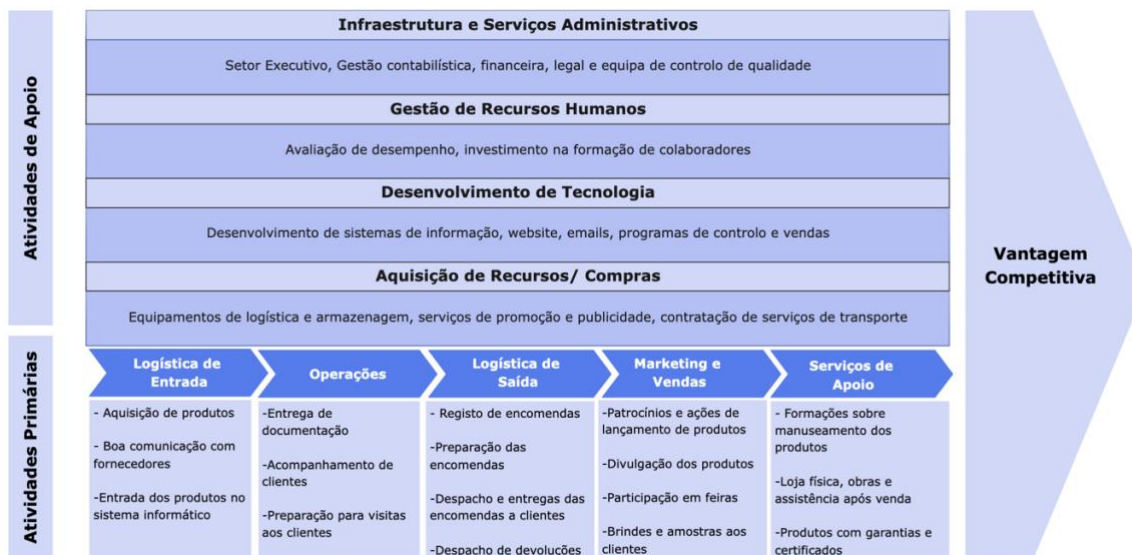 Atividades de Apoio
Infraestrutura e Serviços Administrativos
Setor Executivo, Gestão contabilística, financeira, legal e equipa de controlo de qualidade
Gestão de Recursos Humanos
Avaliação de desempenho, investimento na formação de colaboradores
Desenvolvimento de Tecnologia
Desenvolvimento de sistemas de informação, website, emails, programas de controlo e vendas
Aquisição de Recursos/ Compras
Equipamentos de logística e armazenagem, serviços de promoção e publicidade, contratação de serviços de transporte
Vantagem
Competitiva
Atividades Primárias
Logística de
Entrada
- Aquisição de produtos
- Boa comunicação com
fornecedores
-Entrada dos produtos no
sistema informático
Operações
-Entrega de
documentação
-Acompanhamento de
clientes
-Preparação para visitas
aos clientes
Logística de
Saída
- Registo de encomendas
-Preparação das
encomendas
-Despacho e entregas das
encomendas a clientes
-Despacho de devoluções
Marketing e
Vendas
-Patrocínios e ações de
lançamento de produtos
-Divulgação dos produtos
-Participação em feiras
-Brindes e amostras aos
clientes
Serviços de
Apoio
- Formações sobre
manuseamento dos
produtos
-Loja física, obras e
assistência após venda
-Produtos com garantias e
certificados